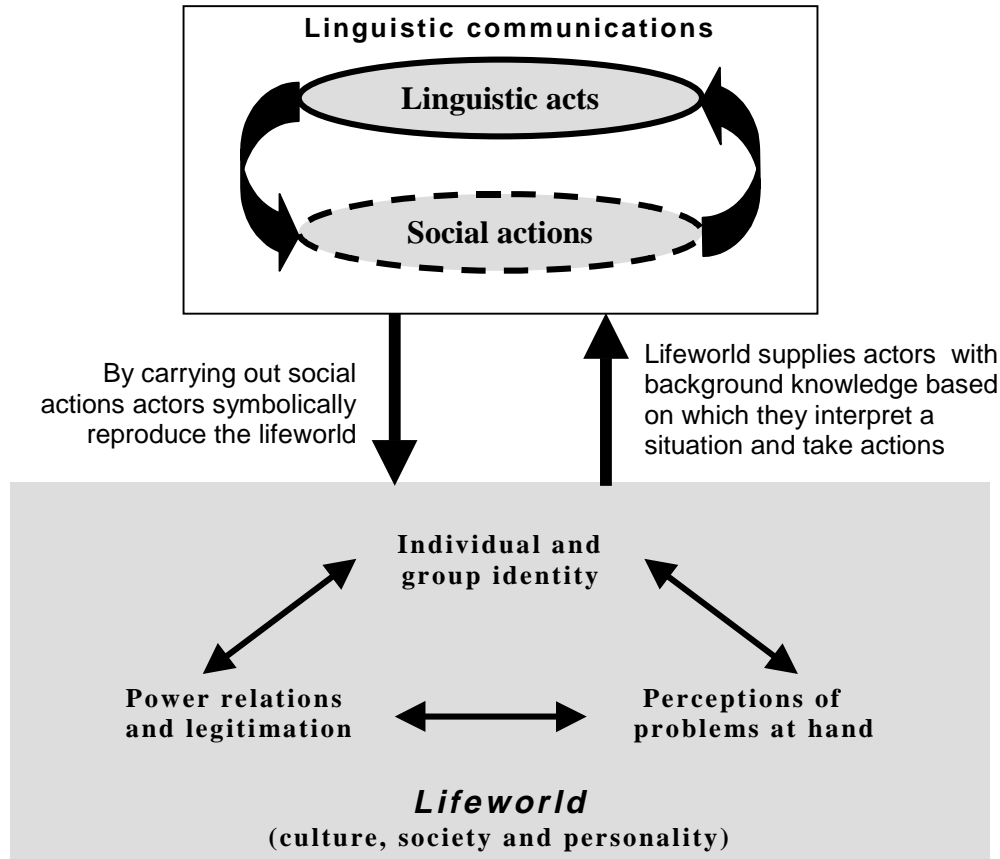 Linguistic communications
Linguistic acts
Social actions
By carrying out social
actions actors symbolically
reproduce the lifeworld
Lifeworld supplies actors with
background knowledge based
on which they interpret a
situation and take actions
Individual and
group identity
Power relations
and legitimation
Perceptions of
problems at hand
Lifeworld
(culture, society and personality)